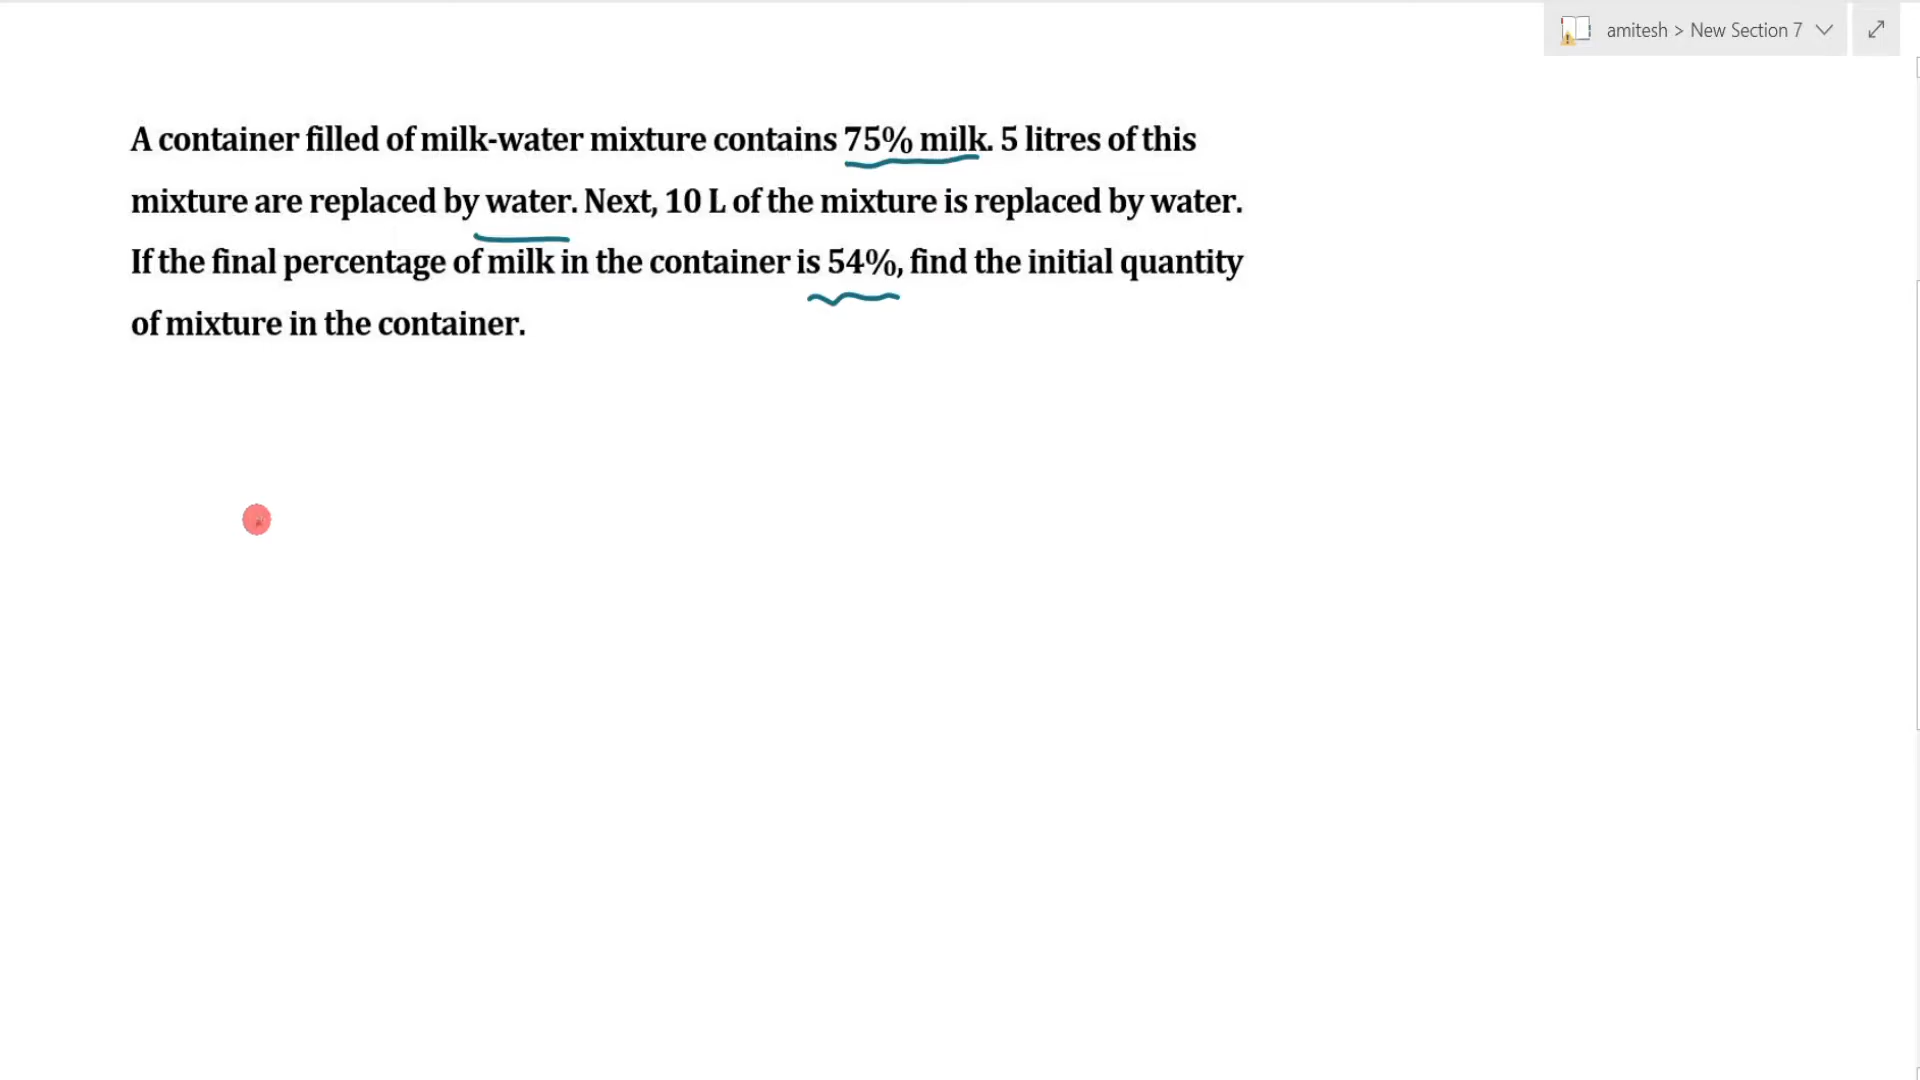 amitesh > New Section 7
A container filled of milk-water mixture contains 75% milk. 5 litres of this
mixture are replaced by water. Next, 10 L of the mixture is replaced by water.
If the final percentage of milk in the container is 54%, find the initial quantity
of mixture in the container.